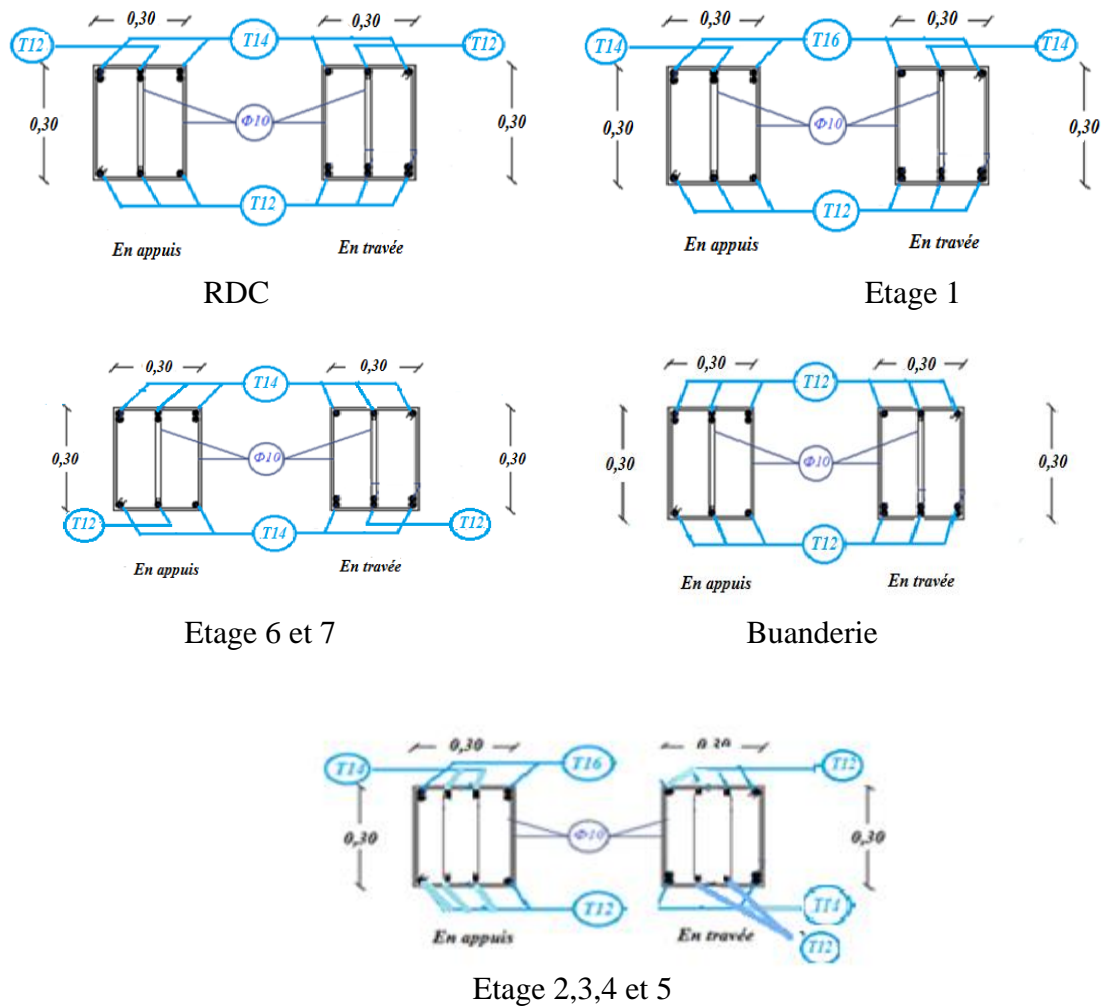 0,30 0,30
T12 T14 T12
0,30 Φ10 0,30
T12
En appuis En travée
RDC
0,30 0,30
T14 T16 T14
0,30 Φ10 0,30
T12
En appuis En travée
Etage 1
0,30 0,30
T14
0,30 Φ10 0,30
T12 T14 T12
En appuis En travée
Etage 6 et 7
0,30 0,30
T12
0,30 Φ10 0,30
T12
En appuis En travée
Buanderie
0,30 0,30
T14 T16 T12
0,30 Φ10 0,30
T12 T14
En appuis En travée T12
Etage 2,3,4 et 5